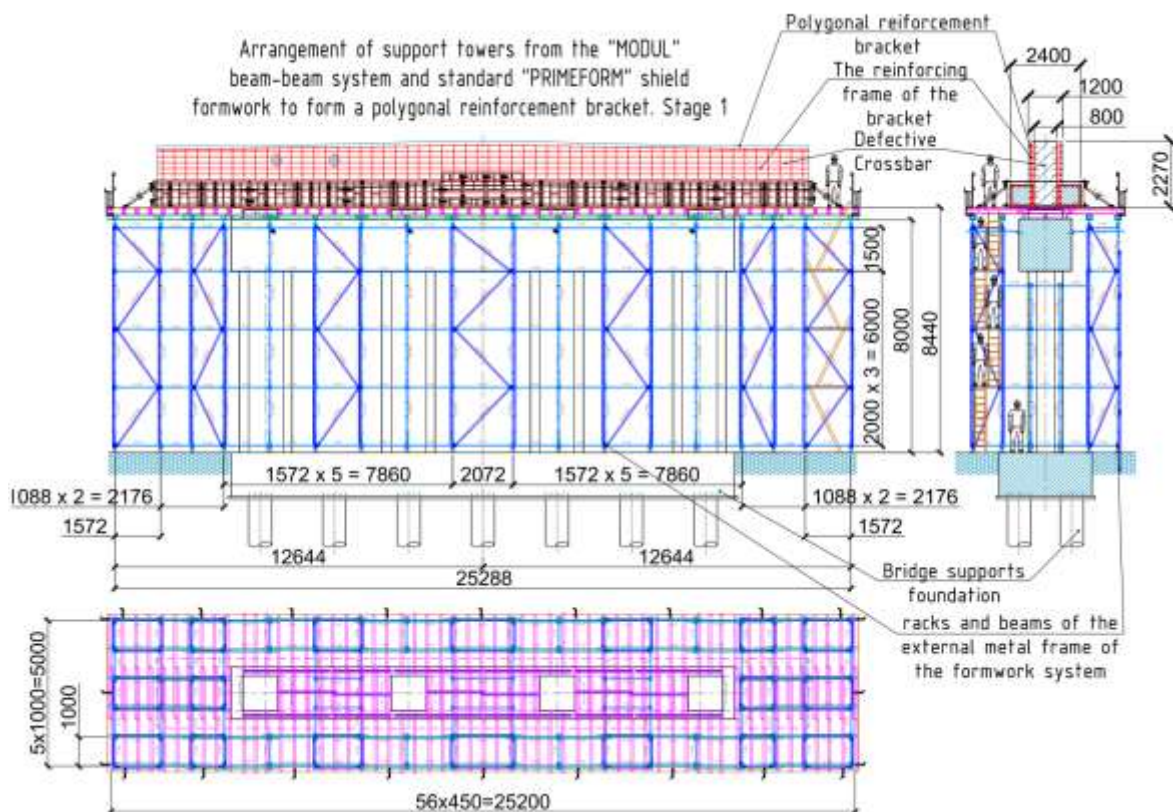 Arrangement of support towers from the "MODUL"
beam-beam system and standard "PRIMEFORM" shield
formwork to form a polygonal reinforcement bracket. Stage 1
Polygonal reiforcement
bracket
The reinforcing
frame of the
bracket
Defective
Crossbar
2400
1200
800
2270
1500
2000 x 3 = 6000
8000
8440
1572 x 5 = 7860
2072
1572 x 5 = 7860
1088 x 2 = 2176
1088 x 2 = 2176
1572
1572
12644
12644
25288
Bridge supports
foundation
racks and beams of the
external metal frame of
the formwork system
5x1000=5000
1000
56x450=25200